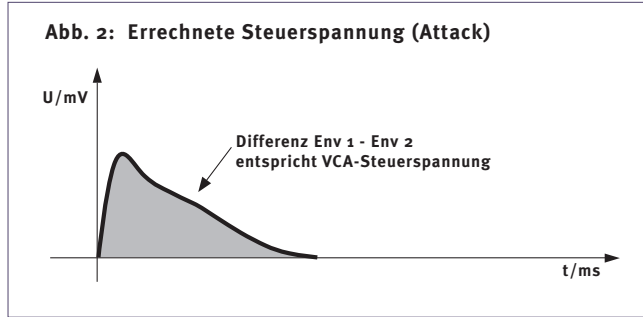 Abb. 2: Errechnete Steuerspannung (Attack)
U/mV
Differenz Env 1 - Env 2
entspricht VCA-Steuerspannung
t/ms